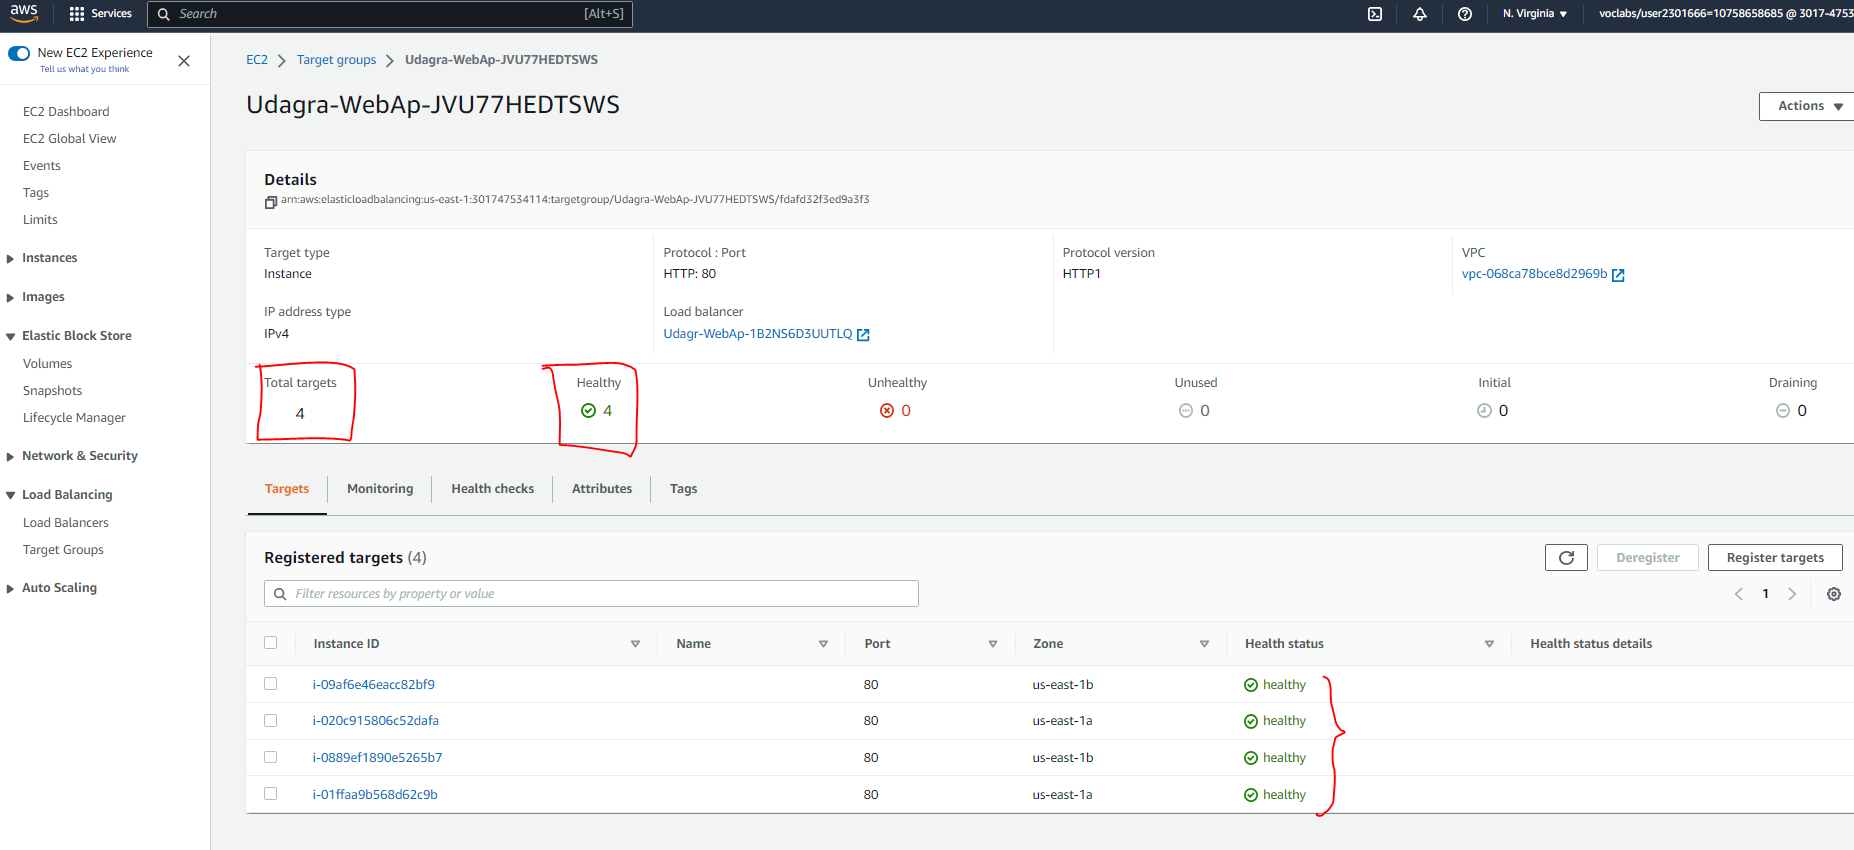 aws Services Search [Alt+S] N. Virginia voclabs/user2301666=10758658685 @ 3017-4753
New EC2 Experience
Tell us what you think
EC2 Dashboard
EC2 Global View
Events
Tags
Limits
Instances
Images
Elastic Block Store
Volumes
Snapshots
Lifecycle Manager
Network & Security
Load Balancing
Load Balancers
Target Groups
Auto Scaling
EC2 Target groups Udagra-WebAp-JVU77HEDTSWS
Udagra-WebAp-JVU77HEDTSWS
Actions
Details
arn:aws:elasticloadbalancing:us-east-1:301747534114:targetgroup/Udagra-WebAp-JVU77HEDTSWS/fdafd32f3ed9a3f3
Target type Protocol : Port Protocol version VPC
Instance HTTP: 80 HTTP1 vpc-068ca78bce8d2969b
IP address type Load balancer
IPv4 Udagr-WebAp-1B2NS6D3UUTLQ
Total targets Healthy Unhealthy Unused Initial Draining
4 4 0 0 0 0
Targets Monitoring Health checks Attributes Tags
Registered targets (4) Deregister Register targets
Filter resources by property or value 1
Instance ID Name Port Zone Health status Health status details
i-09af6e46eacc82bf9 80 us-east-1b healthy
i-020c915806c52dafa 80 us-east-1a healthy
i-0889ef1890e5265b7 80 us-east-1b healthy
i-01ffaa9b568d62c9b 80 us-east-1a healthy